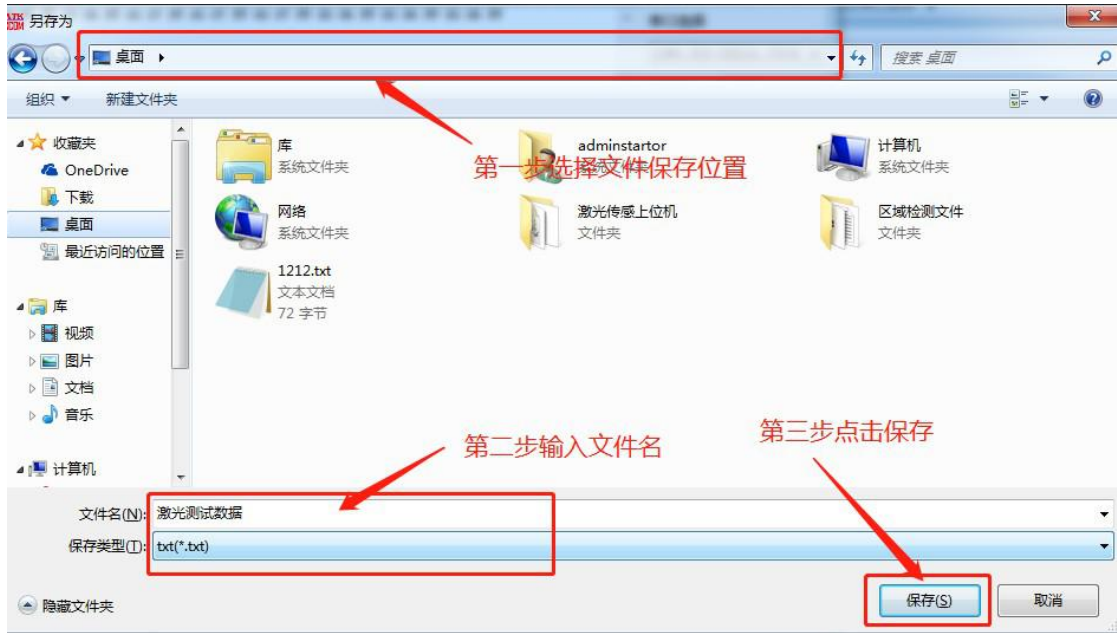 另存为
桌面
搜索 桌面
组织
新建文件夹
收藏夹
OneDrive
下载
桌面
最近访问的位置
库
视频
图片
文档
音乐
计算机
库
系统文件夹
adminstartor
系统文件夹
计算机
系统文件夹
第一步选择文件保存位置
网络
系统文件夹
激光传感上位机
文件夹
区域检测文件
文件夹
1212.txt
文本文档
72 字节
第二步输入文件名
第三步点击保存
文件名(N): 激光测试数据
保存类型(T): txt(*.txt)
隐藏文件夹
保存(S)
取消